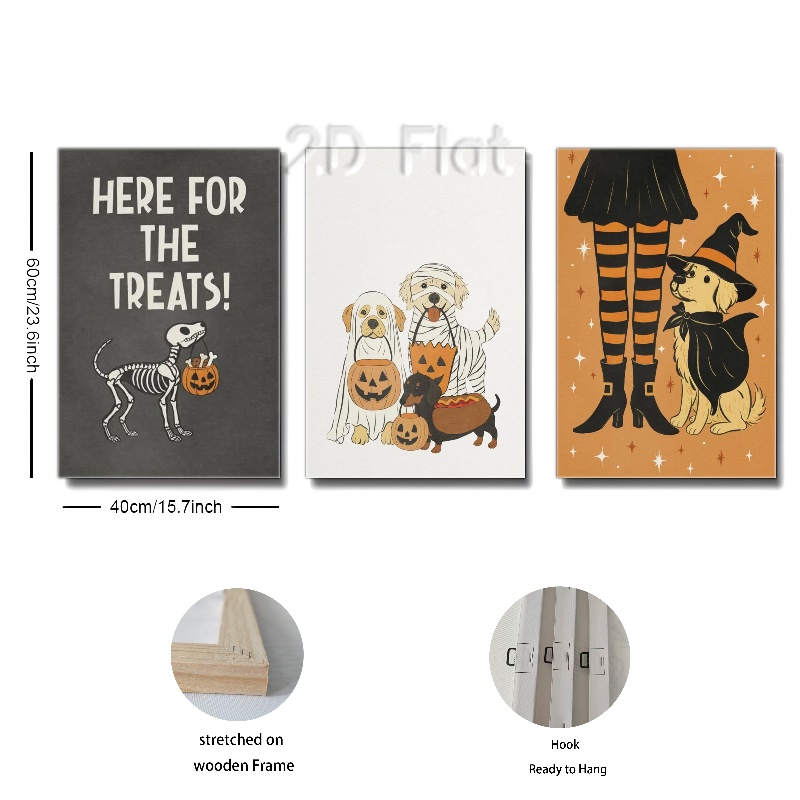 2.D Flat.
HERE FOR
THE
TREATS!
60cm/23.6inch
40cm/15.7inch
stretched on
wooden Frame
Hook
Ready to Hang